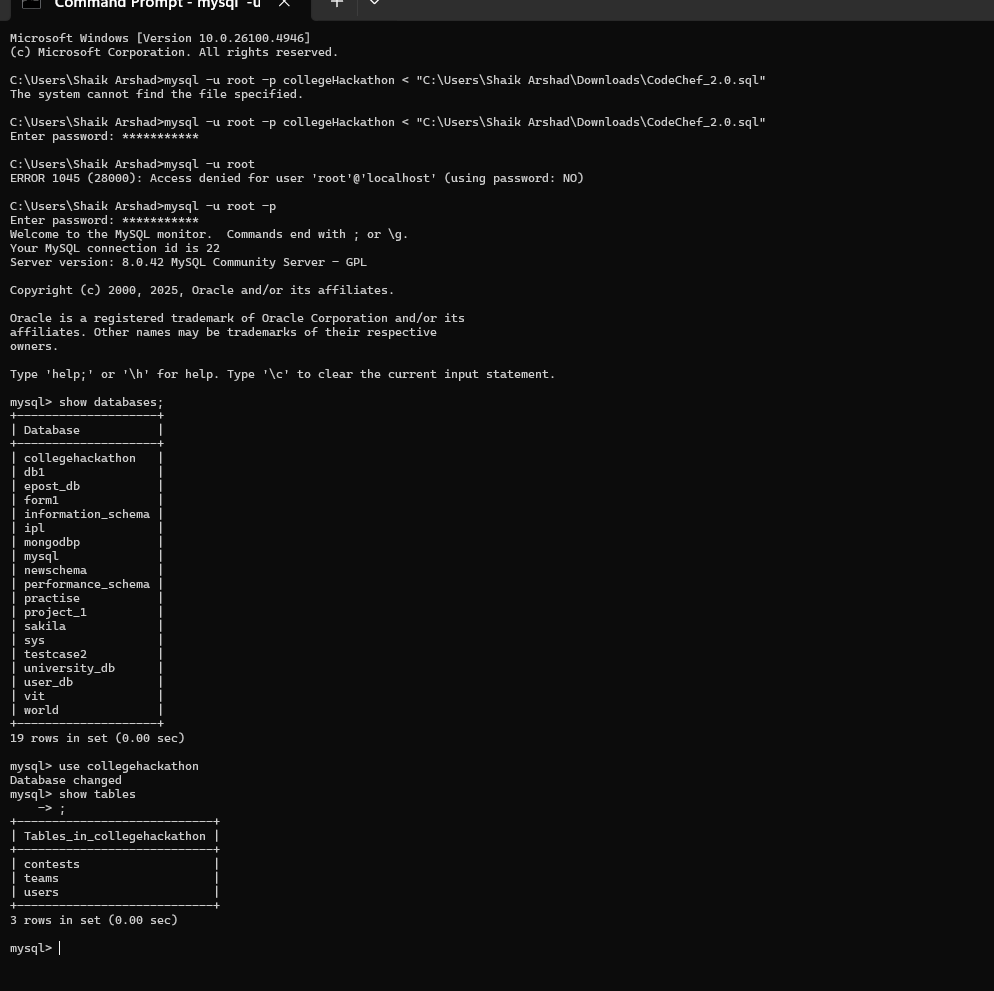 Command Prompt - mysql -u
Microsoft Windows [Version 10.0.26100.4946]
(c) Microsoft Corporation. All rights reserved.
C:\Users\Shaik Arshad>mysql -u root -p collegeHackathon < "C:\Users\Shaik Arshad\Downloads\CodeChef_2.0.sql"
The system cannot find the file specified.
C:\Users\Shaik Arshad>mysql -u root -p collegeHackathon < "C:\Users\Shaik Arshad\Downloads\CodeChef_2.0.sql"
Enter password: ***********
C:\Users\Shaik Arshad>mysql -u root
ERROR 1045 (28000): Access denied for user 'root'@'localhost' (using password: NO)
C:\Users\Shaik Arshad>mysql -u root -p
Enter password: ***********
Welcome to the MySQL monitor.  Commands end with ; or \g.
Your MySQL connection id is 22
Server version: 8.0.42 MySQL Community Server - GPL
Copyright (c) 2000, 2025, Oracle and/or its affiliates.
Oracle is a registered trademark of Oracle Corporation and/or its
affiliates. Other names may be trademarks of their respective
owners.
Type 'help;' or '\h' for help. Type '\c' to clear the current input statement.
mysql> show databases;
+--------------------+
| Database           |
+--------------------+
| collegehackathon   |
| db1                |
| epost_db           |
| form1              |
| information_schema |
| ipl                |
| mongodbp           |
| mysql              |
| newschema          |
| performance_schema |
| practise           |
| project_1          |
| sakila             |
| sys                |
| testcase2          |
| university_db      |
| user_db            |
| vit                |
| world              |
+--------------------+
19 rows in set (0.00 sec)
mysql> use collegehackathon
Database changed
mysql> show tables
    -> ;
+----------------------------+
| Tables_in_collegehackathon |
+----------------------------+
| contests                   |
| teams                      |
| users                      |
+----------------------------+
3 rows in set (0.00 sec)
mysql>